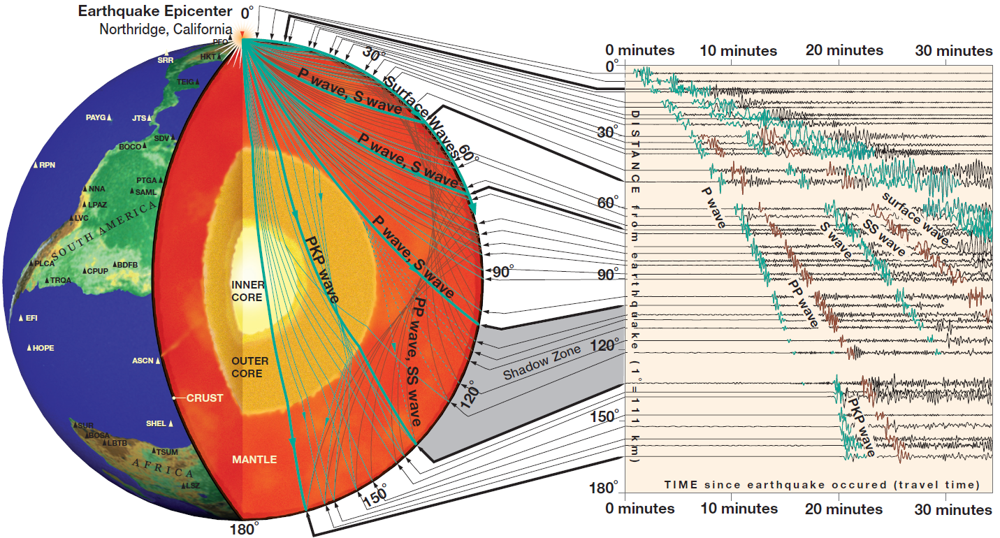 Earthquake Epicenter
Northridge, California
0°
PFO
HKT
SRR
TEIG
PAYG
JTS
SDV
BOCO
RPN
PTGA
NNA
SAML
LPAZ
LVC
SOUTH AMERICA
PLCA
CPUP
BDFB
TRQA
EFI
HOPE
ASCN
CRUST
SUR
SHEL
BOSA
LBTB
TSUM
AFRICA
LSZ
30°
P wave, S wave
Surface Waves
60°
P wave, S wave
P wave, S wave
90°
PKP wave
PP wave, SS wave
INNER
CORE
OUTER
CORE
MANTLE
120°
150°
180°
Shadow Zone
0 minutes 10 minutes 20 minutes 30 minutes
0°
30°
60°
90°
120°
150°
180°
DISTANCE from earthquake (1° = 111 km)
P wave
surface wave
S wave
SS wave
PP wave
PKP wave
TIME since earthquake occured (travel time)
0 minutes 10 minutes 20 minutes 30 minutes